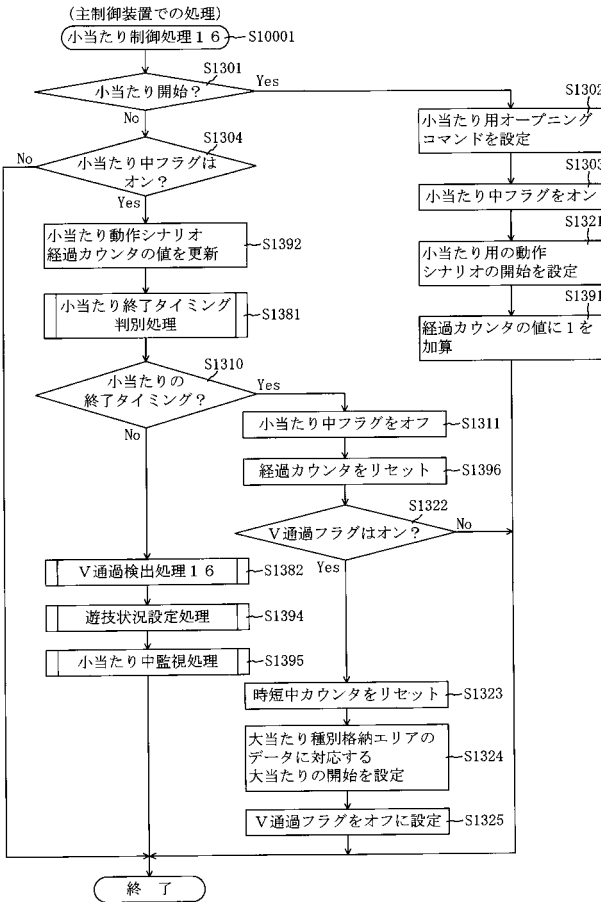 (主制御装置での処理)
小当たり制御処理16
S10001
S1301
小当たり開始?
Yes
No
S1302
小当たり用オープニング
コマンドを設定
S1303
小当たり中フラグをオン
S1321
小当たり用の動作
シナリオの開始を設定
S1391
経過カウンタの値に1を
加算
S1304
小当たり中フラグは
オン?
No
Yes
小当たり動作シナリオ
経過カウンタの値を更新
S1392
小当たり終了タイミング
判別処理
S1381
S1310
小当たりの
終了タイミング?
Yes
No
小当たり中フラグをオフ
S1311
経過カウンタをリセット
S1396
S1322
V通過フラグはオン?
No
Yes
V通過検出処理16
S1382
遊技状況設定処理
S1394
小当たり中監視処理
S1395
時短中カウンタをリセット
S1323
大当たり種別格納エリアの
データに対応する
大当たりの開始を設定
S1324
V通過フラグをオフに設定
S1325
終 了